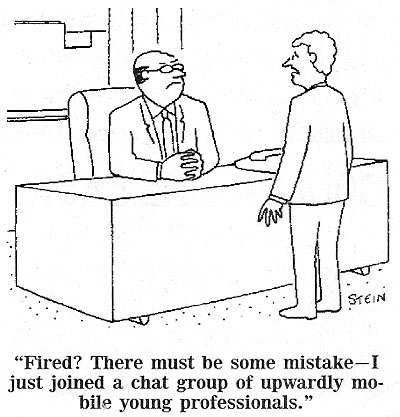 STEIN
“Fired? There must be some mistake—I
just joined a chat group of upwardly mo-
bile young professionals.”